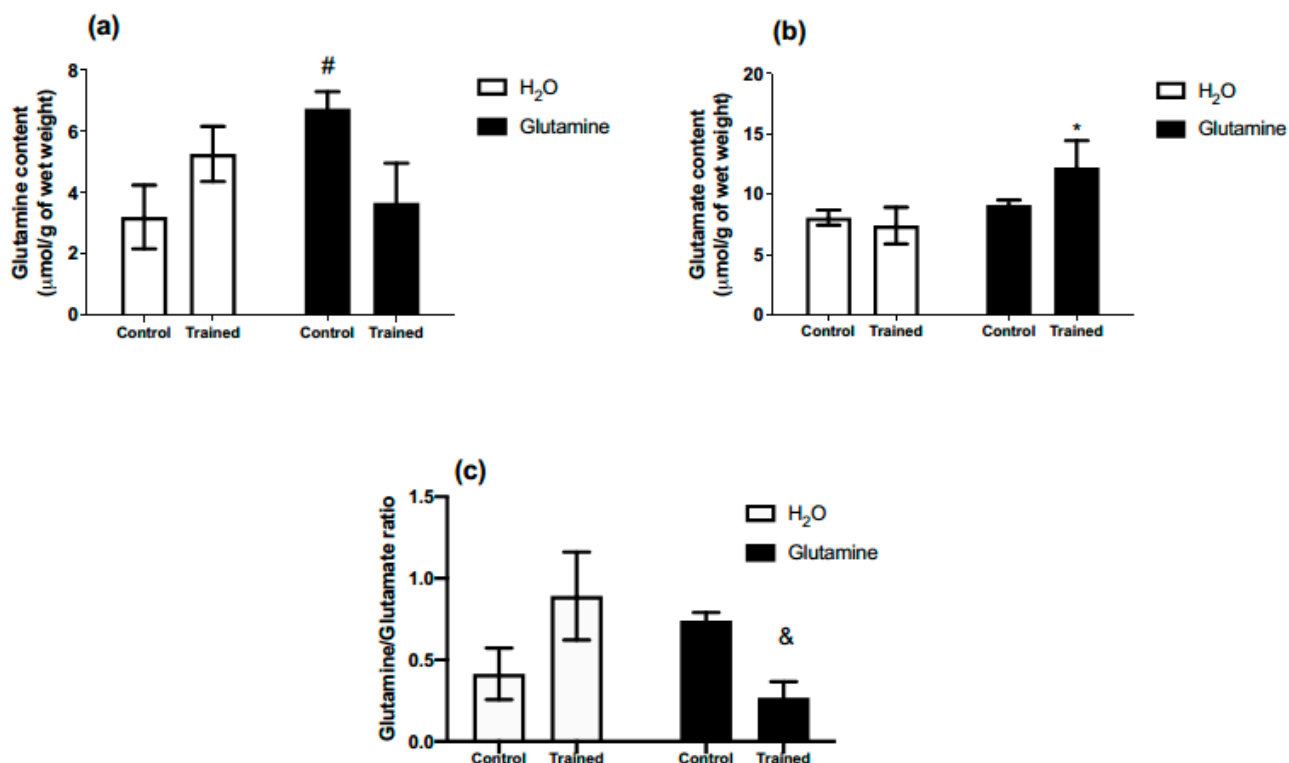 (a)
Glutamine content
(μmol/g of wet weight)
8
6
4
2
0
#
Control
Trained
Control
Trained
H₂O
Glutamine
(b)
Glutamate content
(μmol/g of wet weight)
20
15
10
5
0
*
Control
Trained
Control
Trained
H₂O
Glutamine
(c)
Glutamine/Glutamate ratio
1.5
1.0
0.5
0.0
&
Control
Trained
Control
Trained
H₂O
Glutamine